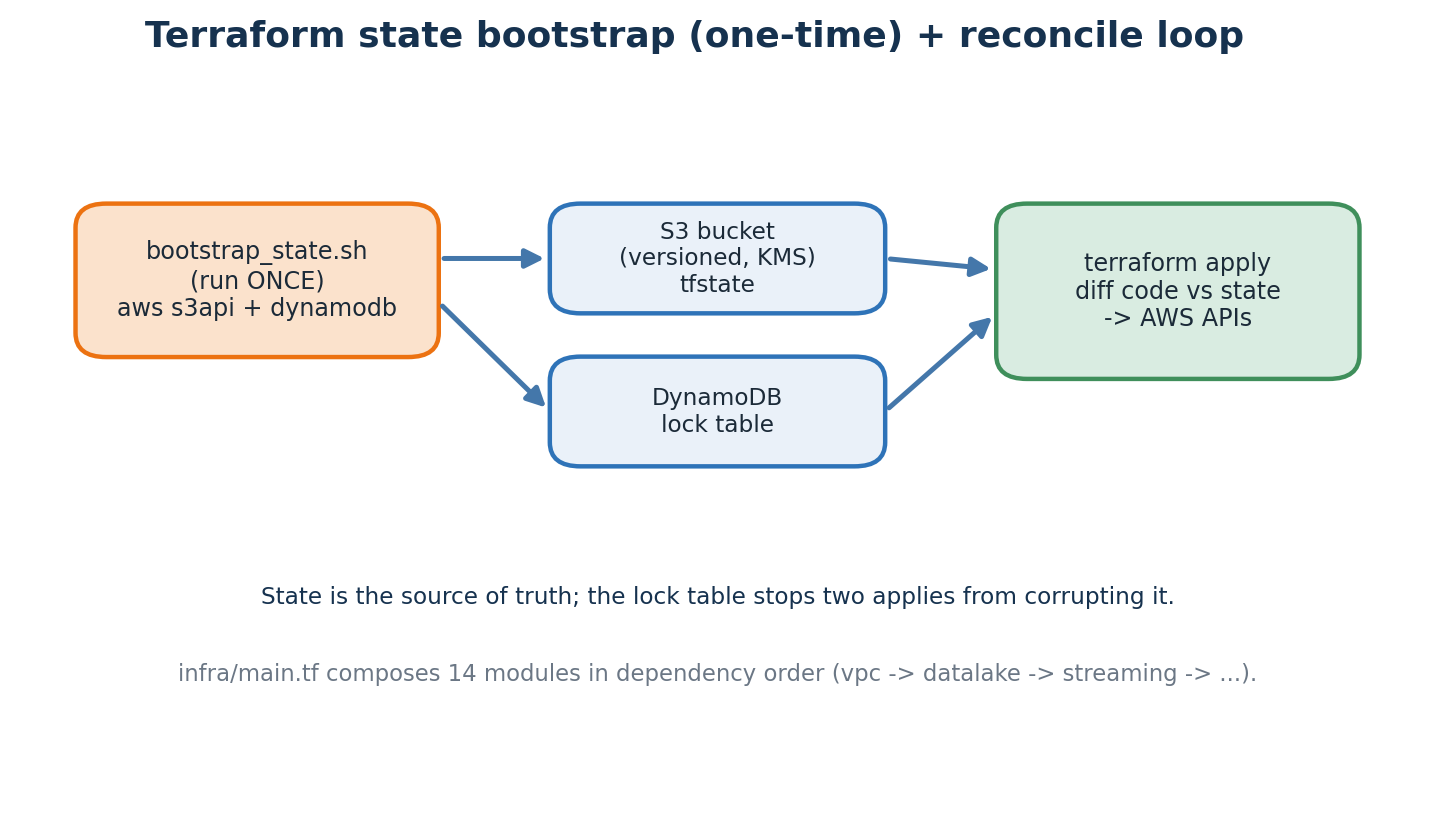 Terraform state bootstrap (one-time) + reconcile loop
bootstrap_state.sh
(run ONCE)
aws s3api + dynamodb
S3 bucket
(versioned, KMS)
tfstate
DynamoDB
lock table
terraform apply
diff code vs state
-> AWS APIs
State is the source of truth; the lock table stops two applies from corrupting it.
infra/main.tf composes 14 modules in dependency order (vpc -> datalake -> streaming -> ...).